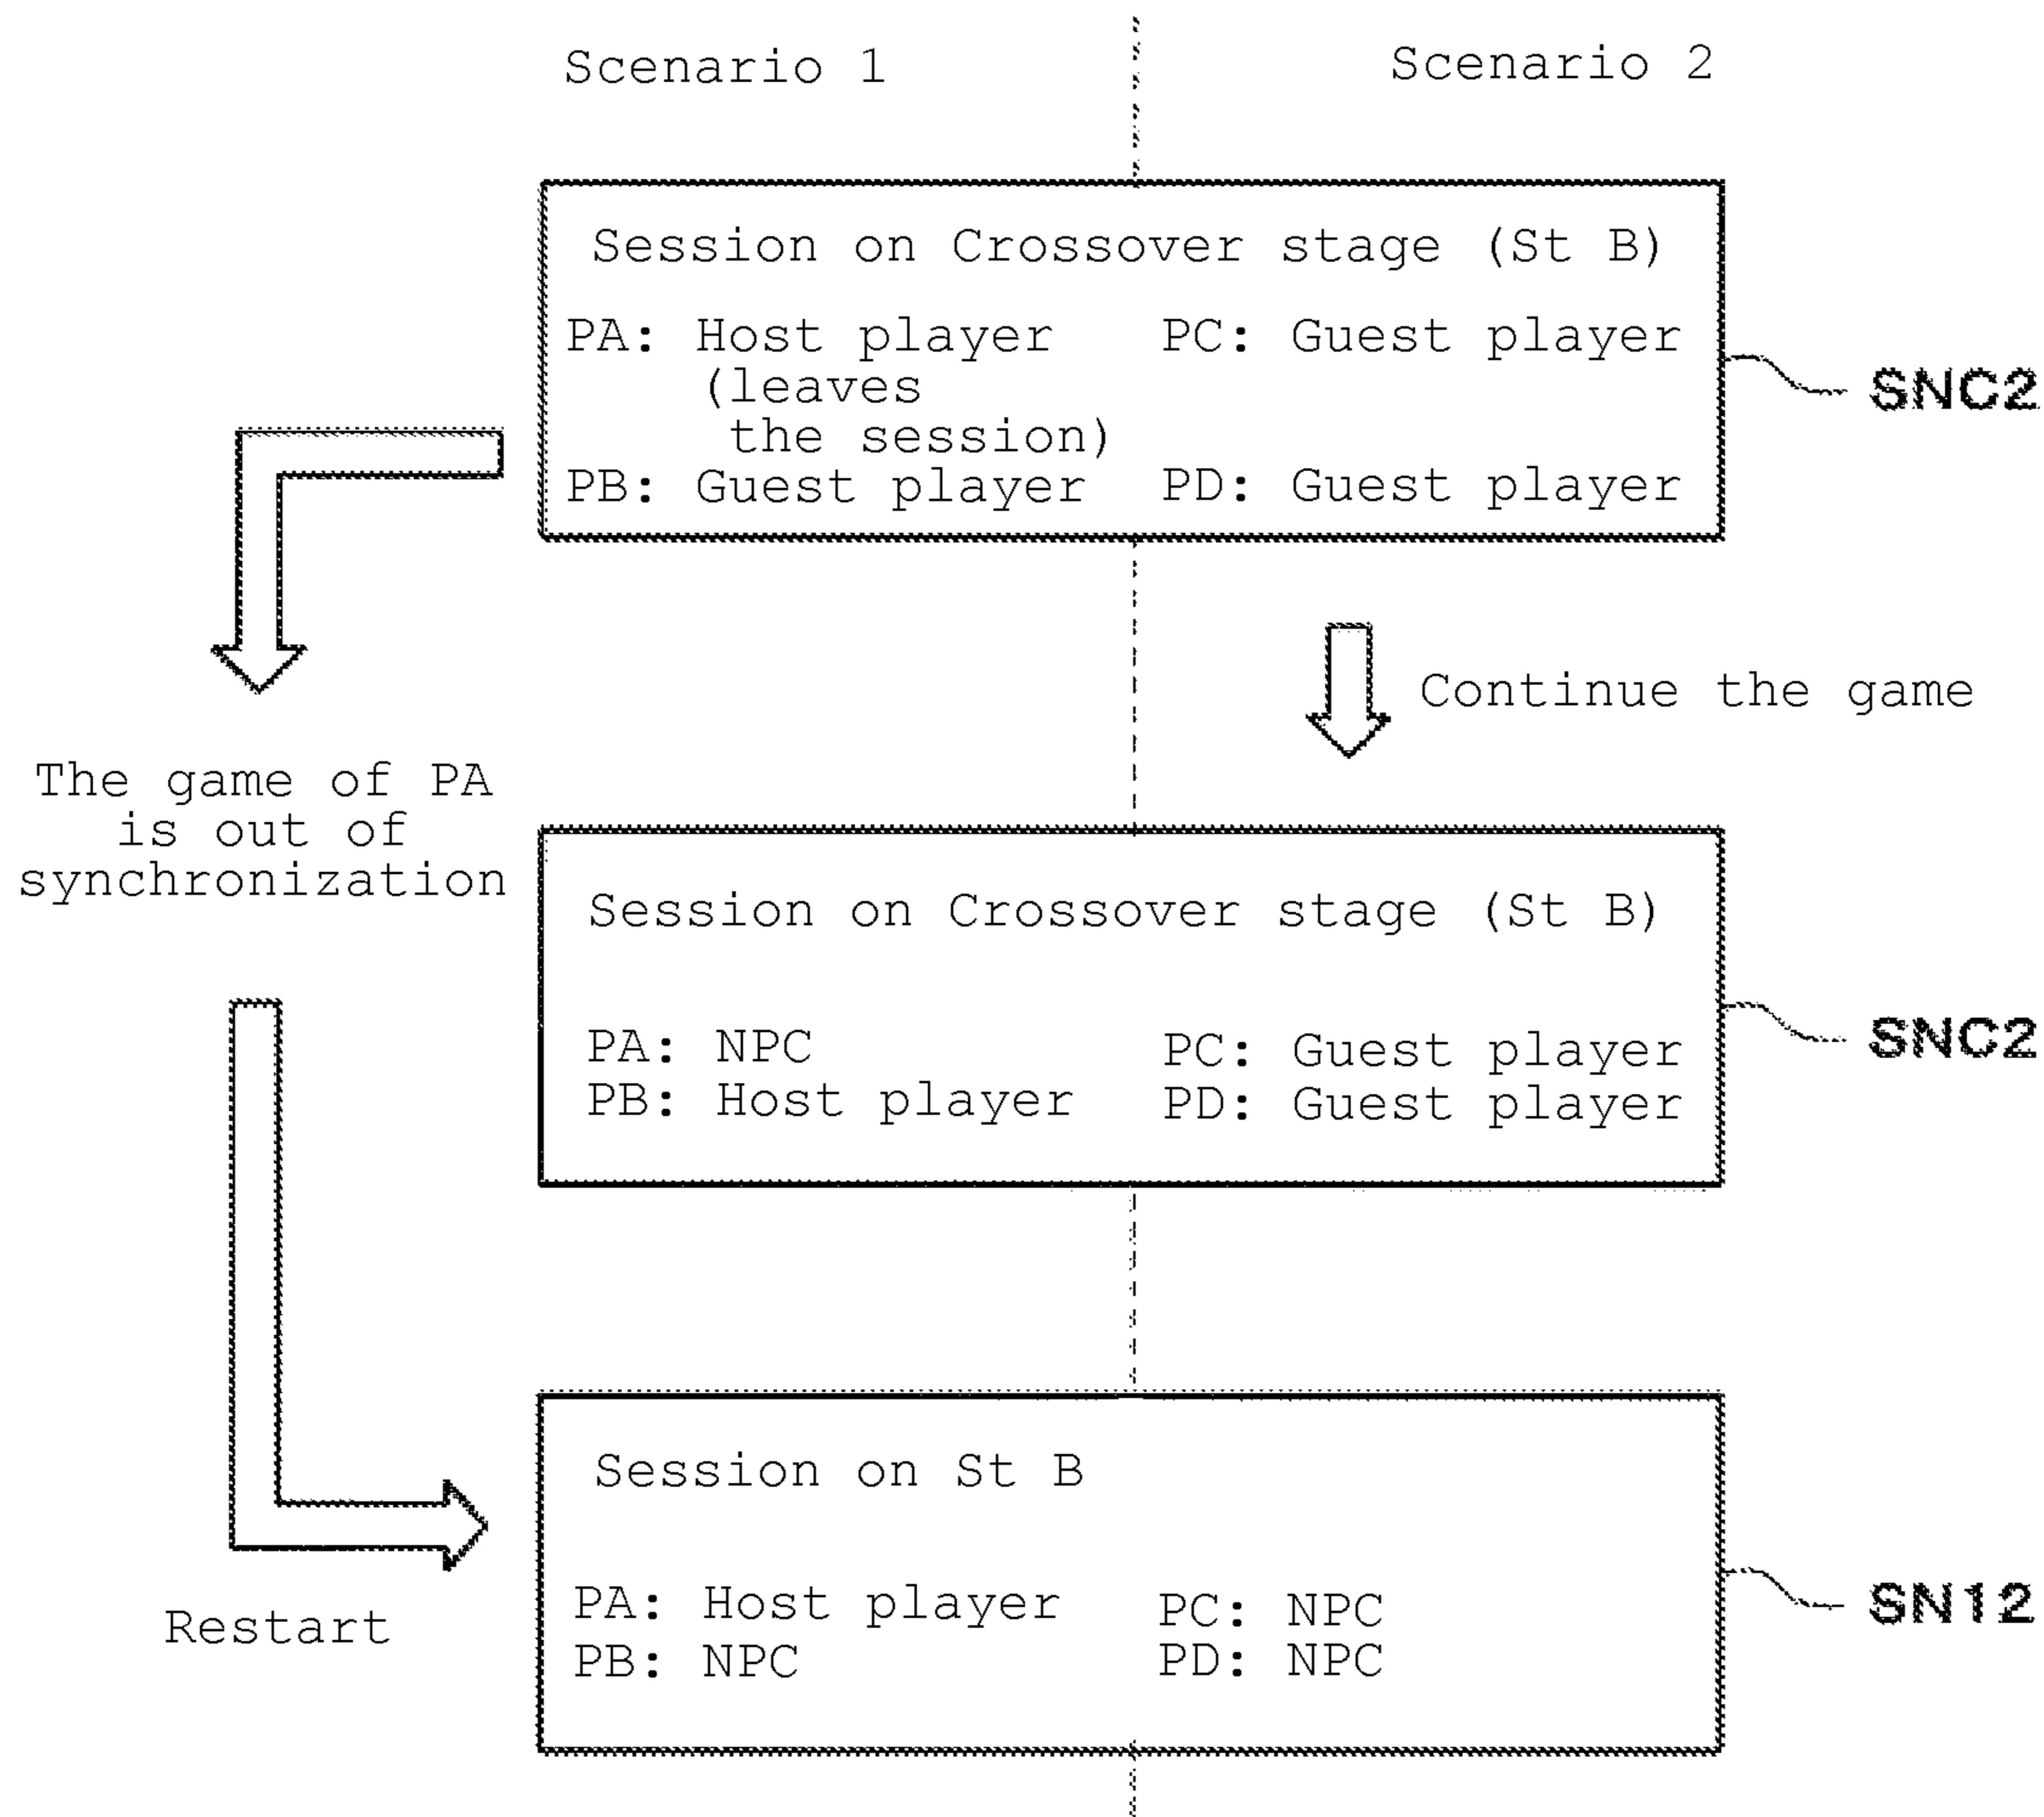 Scenario 1
Scenario 2
Session on Crossover stage (St B)
PA: Host player
(leaves
the session)
PB: Guest player
PC: Guest player
PD: Guest player
SNC2
Continue the game
The game of PA
is out of
synchronization
Session on Crossover stage (St B)
PA: NPC
PB: Host player
PC: Guest player
PD: Guest player
SNC2
Session on St B
PA: Host player
PB: NPC
PC: NPC
PD: NPC
SN12
Restart